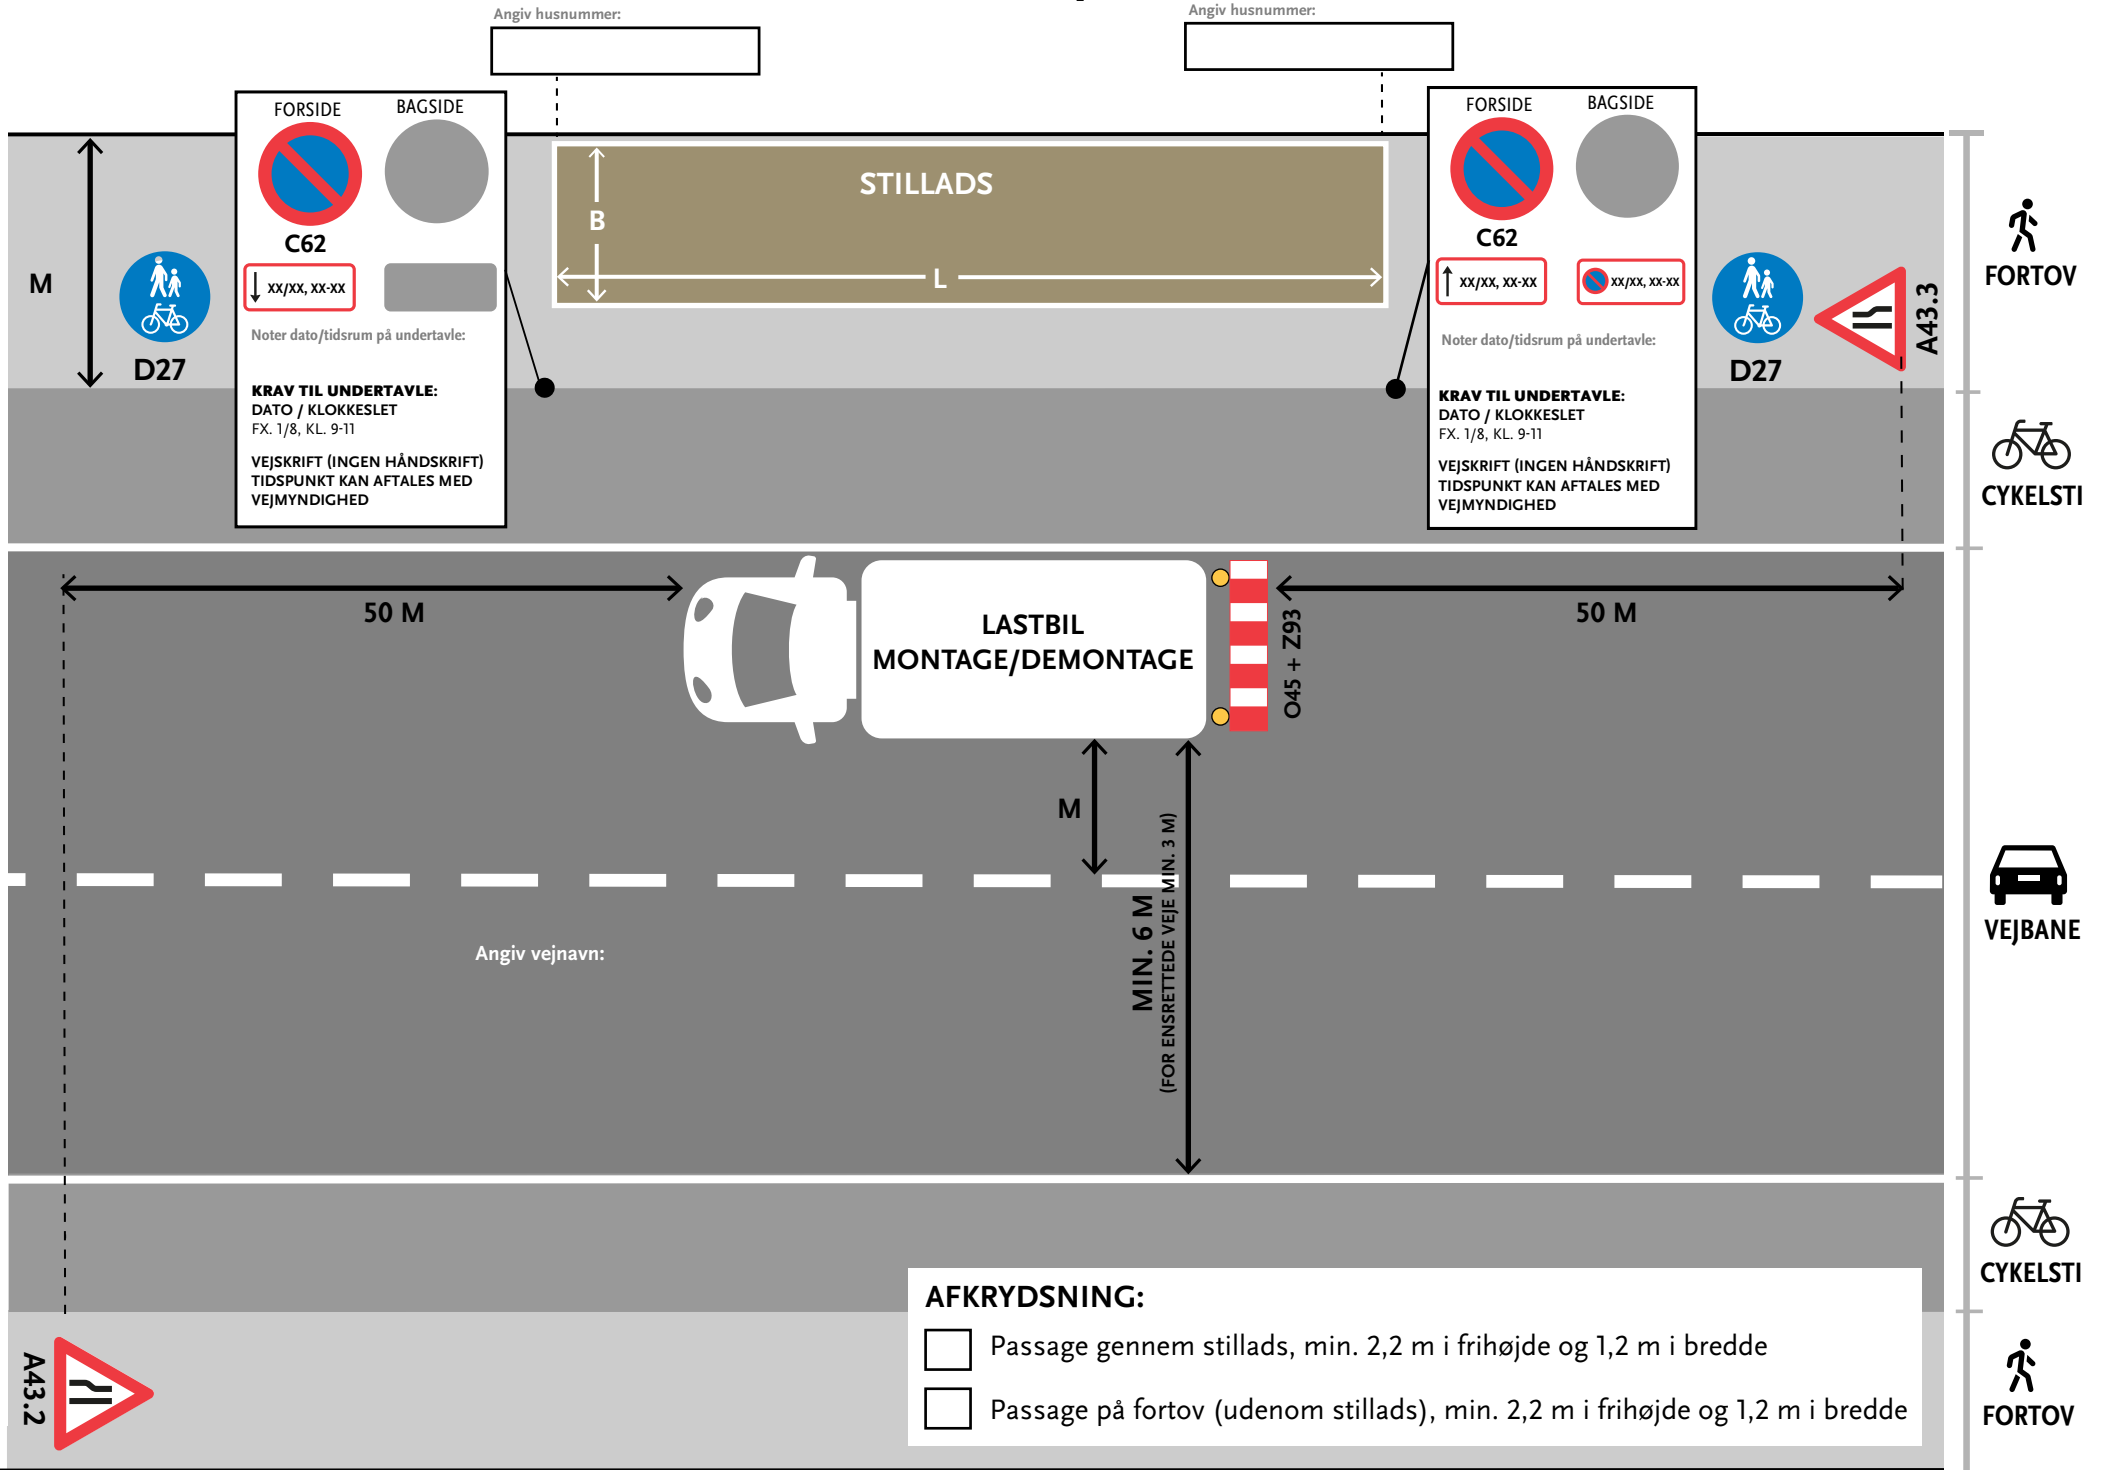 Angiv husnummer:
Angiv husnummer:
FORSIDE
BAGSIDE
C62
xx/xx, xx-xx
Noter dato/tidsrum på undertavle:
KRAV TIL UNDERTAVLE:
DATO / KLOKKESLET
FX. 1/8, KL. 9-11
VEJSKRIFT (INGEN HÅNDSKRIFT)
TIDSPUNKT KAN AFTALES MED
VEJMYNDIGHED
M
D27
STILLADS
B
L
FORSIDE
BAGSIDE
C62
xx/xx, xx-xx
xx/xx, xx-xx
Noter dato/tidsrum på undertavle:
KRAV TIL UNDERTAVLE:
DATO / KLOKKESLET
FX. 1/8, KL. 9-11
VEJSKRIFT (INGEN HÅNDSKRIFT)
TIDSPUNKT KAN AFTALES MED
VEJMYNDIGHED
D27
A43.3
FORTOV
CYKELSTI
50 M
LASTBIL
MONTAGE/DEMONTAGE
O45 + Z93
50 M
M
MIN. 6 M
(FOR ENSRETTEDE VEJE MIN. 3 M)
VEJBANE
Angiv vejnavn:
CYKELSTI
A43.2
AFKRYDSNING:
Passage gennem stillads, min. 2,2 m i frihøjde og 1,2 m i bredde
Passage på fortov (udenom stillads), min. 2,2 m i frihøjde og 1,2 m i bredde
FORTOV